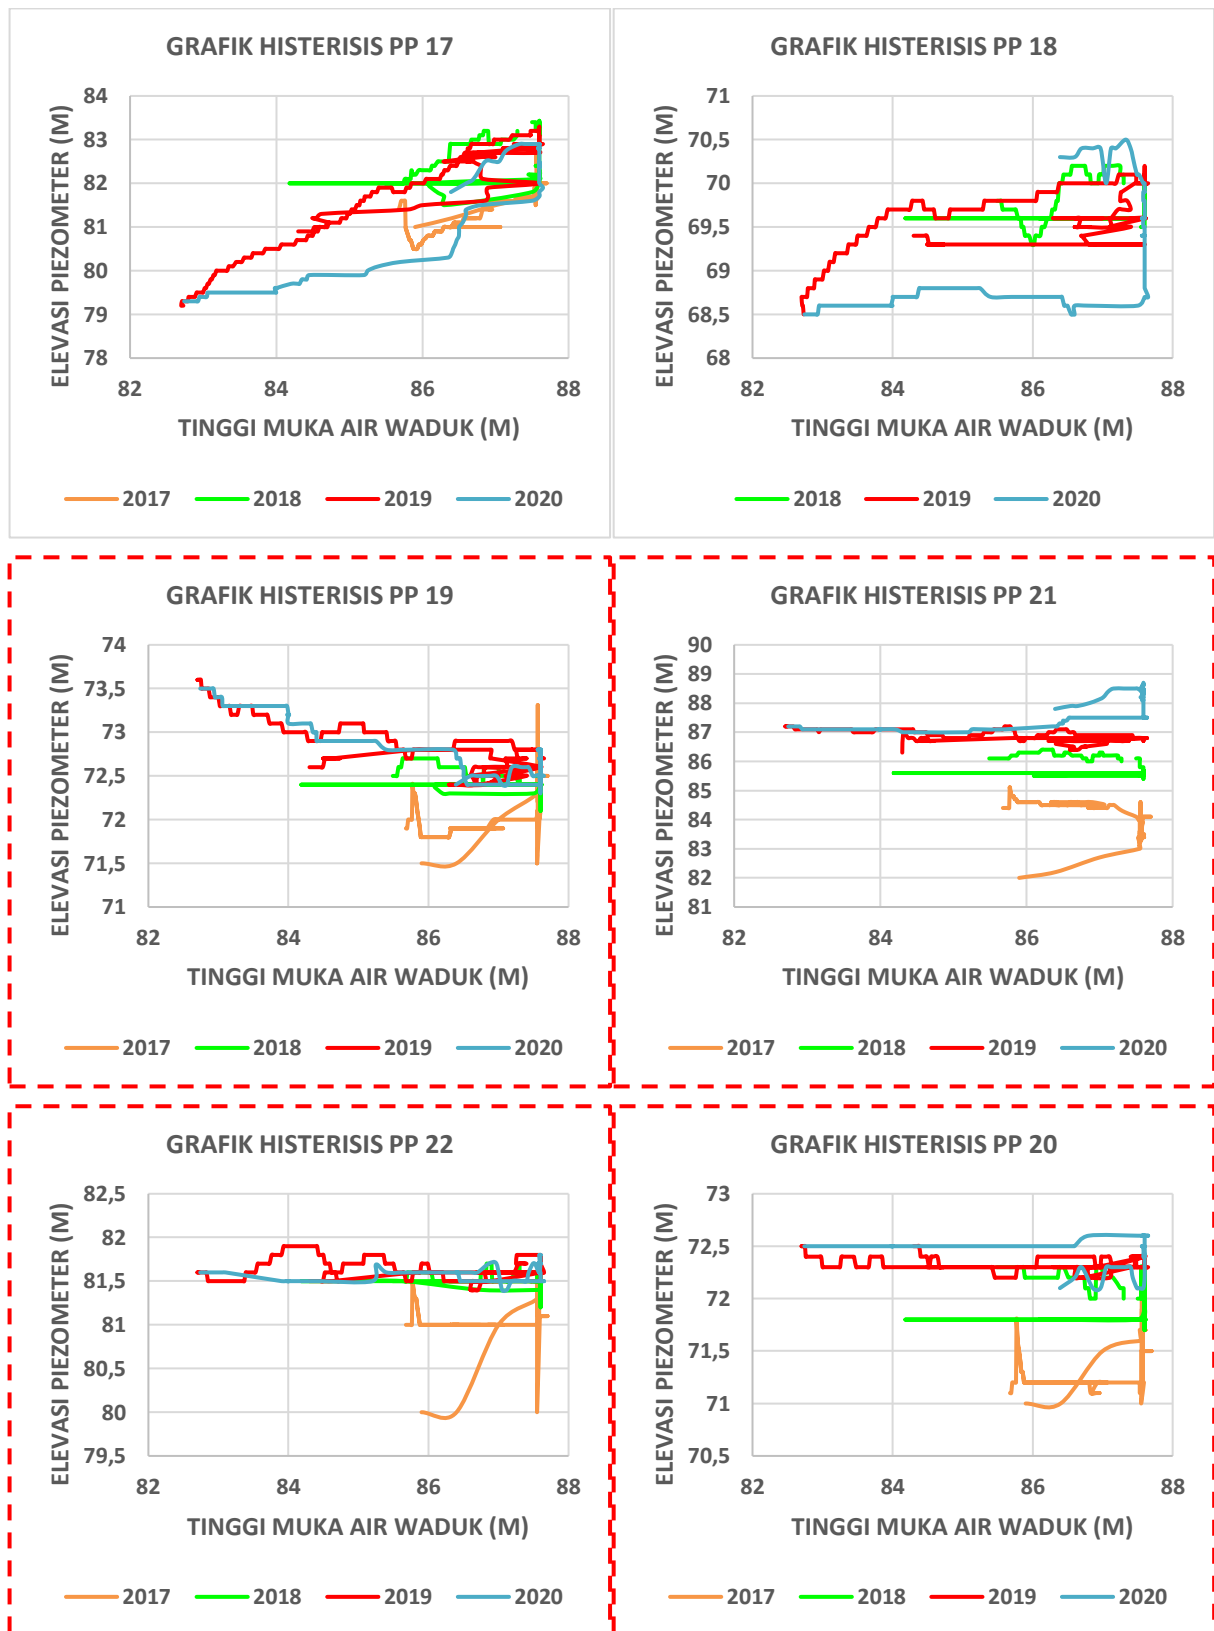 GRAFIK HISTERISIS PP 17
ELEVASI PIEZOMETER (M)
84
83
82
81
80
79
78
82 84 86 88
TINGGI MUKA AIR WADUK (M)
2017 2018 2019 2020
GRAFIK HISTERISIS PP 18
ELEVASI PIEZOMETER (M)
71
70,5
70
69,5
69
68,5
68
82 84 86 88
TINGGI MUKA AIR WADUK (M)
2018 2019 2020
GRAFIK HISTERISIS PP 19
ELEVASI PIEZOMETER (M)
74
73,5
73
72,5
72
71,5
71
82 84 86 88
TINGGI MUKA AIR WADUK (M)
2017 2018 2019 2020
GRAFIK HISTERISIS PP 21
ELEVASI PIEZOMETER (M)
90
89
88
87
86
85
84
83
82
81
82 84 86 88
TINGGI MUKA AIR WADUK (M)
2017 2018 2019 2020
GRAFIK HISTERISIS PP 22
ELEVASI PIEZOMETER (M)
82,5
82
81,5
81
80,5
80
79,5
82 84 86 88
TINGGI MUKA AIR WADUK (M)
2017 2018 2019 2020
GRAFIK HISTERISIS PP 20
ELEVASI PIEZOMETER (M)
73
72,5
72
71,5
71
70,5
82 84 86 88
TINGGI MUKA AIR WADUK (M)
2017 2018 2019 2020